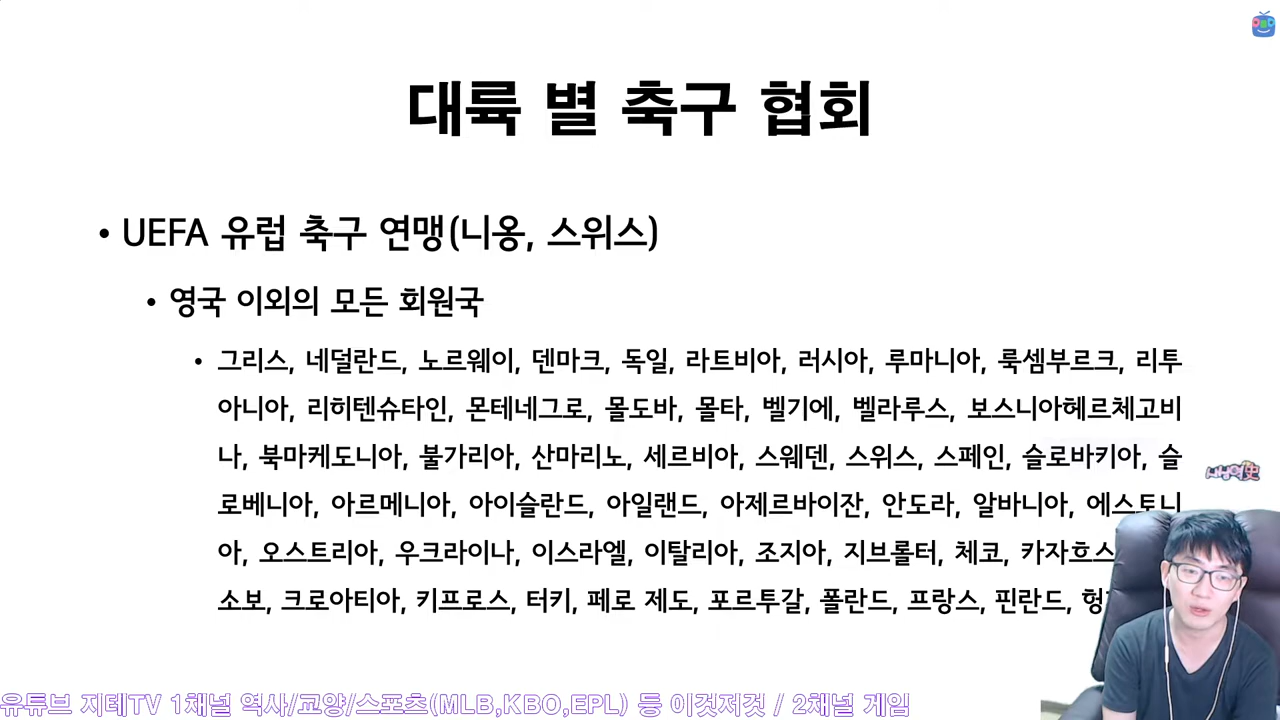 대륙 별 축구 협회
• UEFA 유럽 축구 연맹(니옹, 스위스)
• 영국 이외의 모든 회원국
• 그리스, 네덜란드, 노르웨이, 덴마크, 독일, 라트비아, 러시아, 루마니아, 룩셈부르크, 리투
아니아, 리히텐슈타인, 몬테네그로, 몰도바, 몰타, 벨기에, 벨라루스, 보스니아헤르체고비
나, 북마케도니아, 불가리아, 산마리노, 세르비아, 스웨덴, 스위스, 스페인, 슬로바키아, 슬
로베니아, 아르메니아, 아이슬란드, 아일랜드, 아제르바이잔, 안도라, 알바니아, 에스토니
아, 오스트리아, 우크라이나, 이스라엘, 이탈리아, 조지아, 지브롤터, 체코, 카자흐스
소보, 크로아티아, 키프로스, 터키, 페로 제도, 포르투갈, 폴란드, 프랑스, 핀란드, 헝
유튜브 지테TV 1채널 역사/교양/스포츠(MLB,KBO,EPL) 등 이것저것 / 2채널 게임